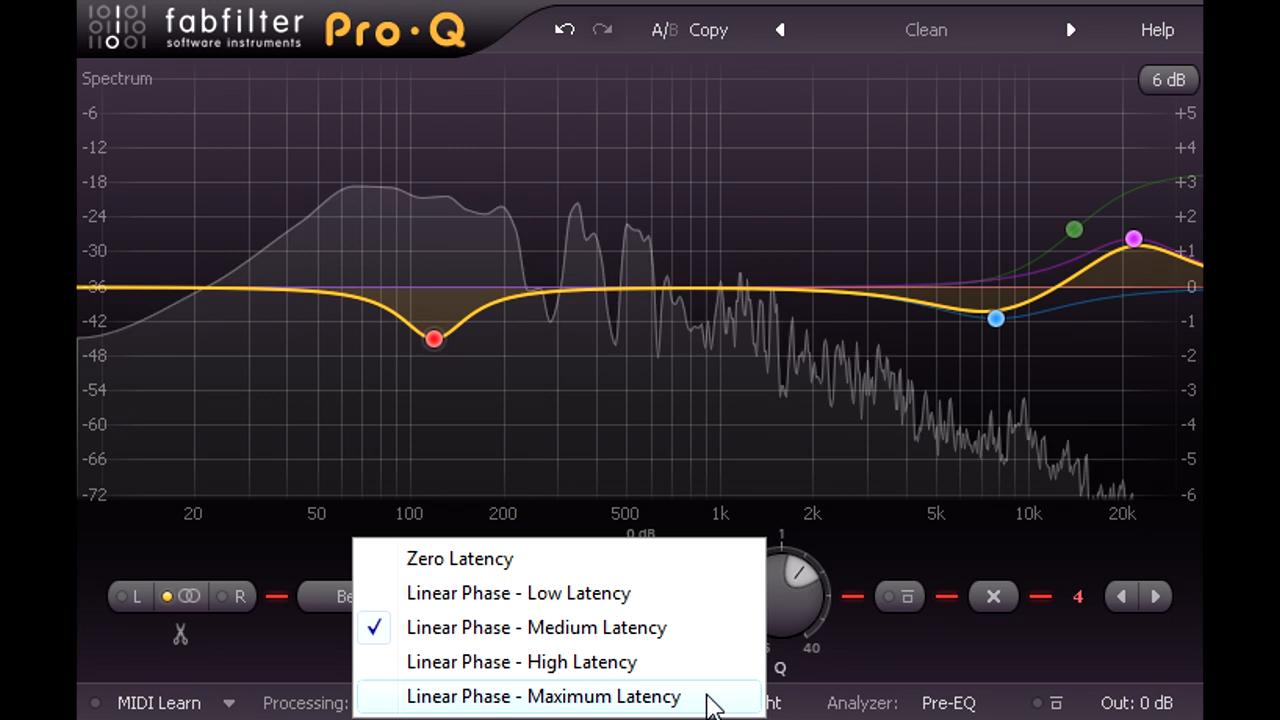 fabfilter
software instruments
Pro·Q
A/B Copy
Clean
Help
Spectrum
6 dB
-6 +5
-12 +4
-18 +3
-24 +2
-30 +1
-36 0
-42 -1
-48 -2
-54 -3
-60 -4
-66 -5
-72 -6
20 50 100 200 500 1k 2k 5k 10k 20k
0 dB
1
Zero Latency
Linear Phase - Low Latency
Linear Phase - Medium Latency
Linear Phase - High Latency
Linear Phase - Maximum Latency
L R Be 4
40
Q
MIDI Learn Processing: ht Analyzer: Pre-EQ Out: 0 dB